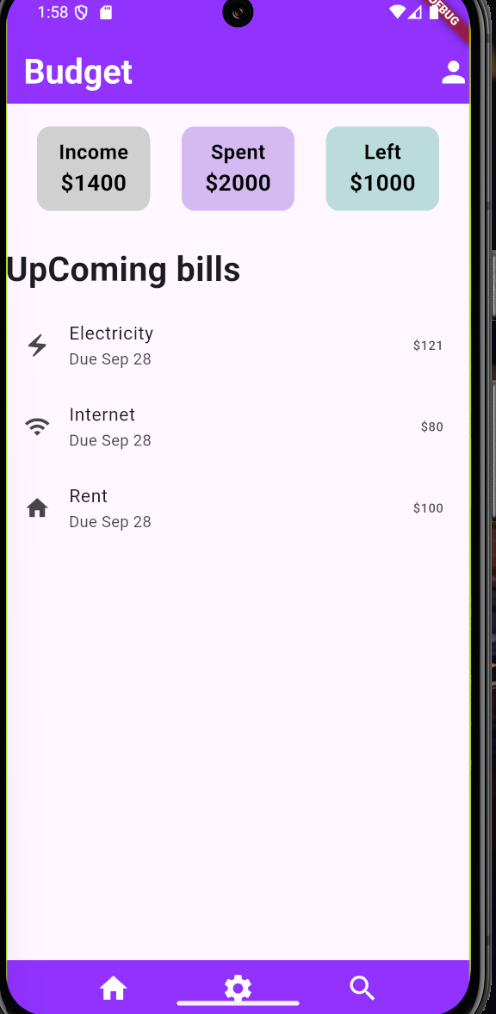 1:58
DEBUG
Budget
Income
$1400
Spent
$2000
Left
$1000
UpComing bills
Electricity
Due Sep 28
$121
Internet
Due Sep 28
$80
Rent
Due Sep 28
$100